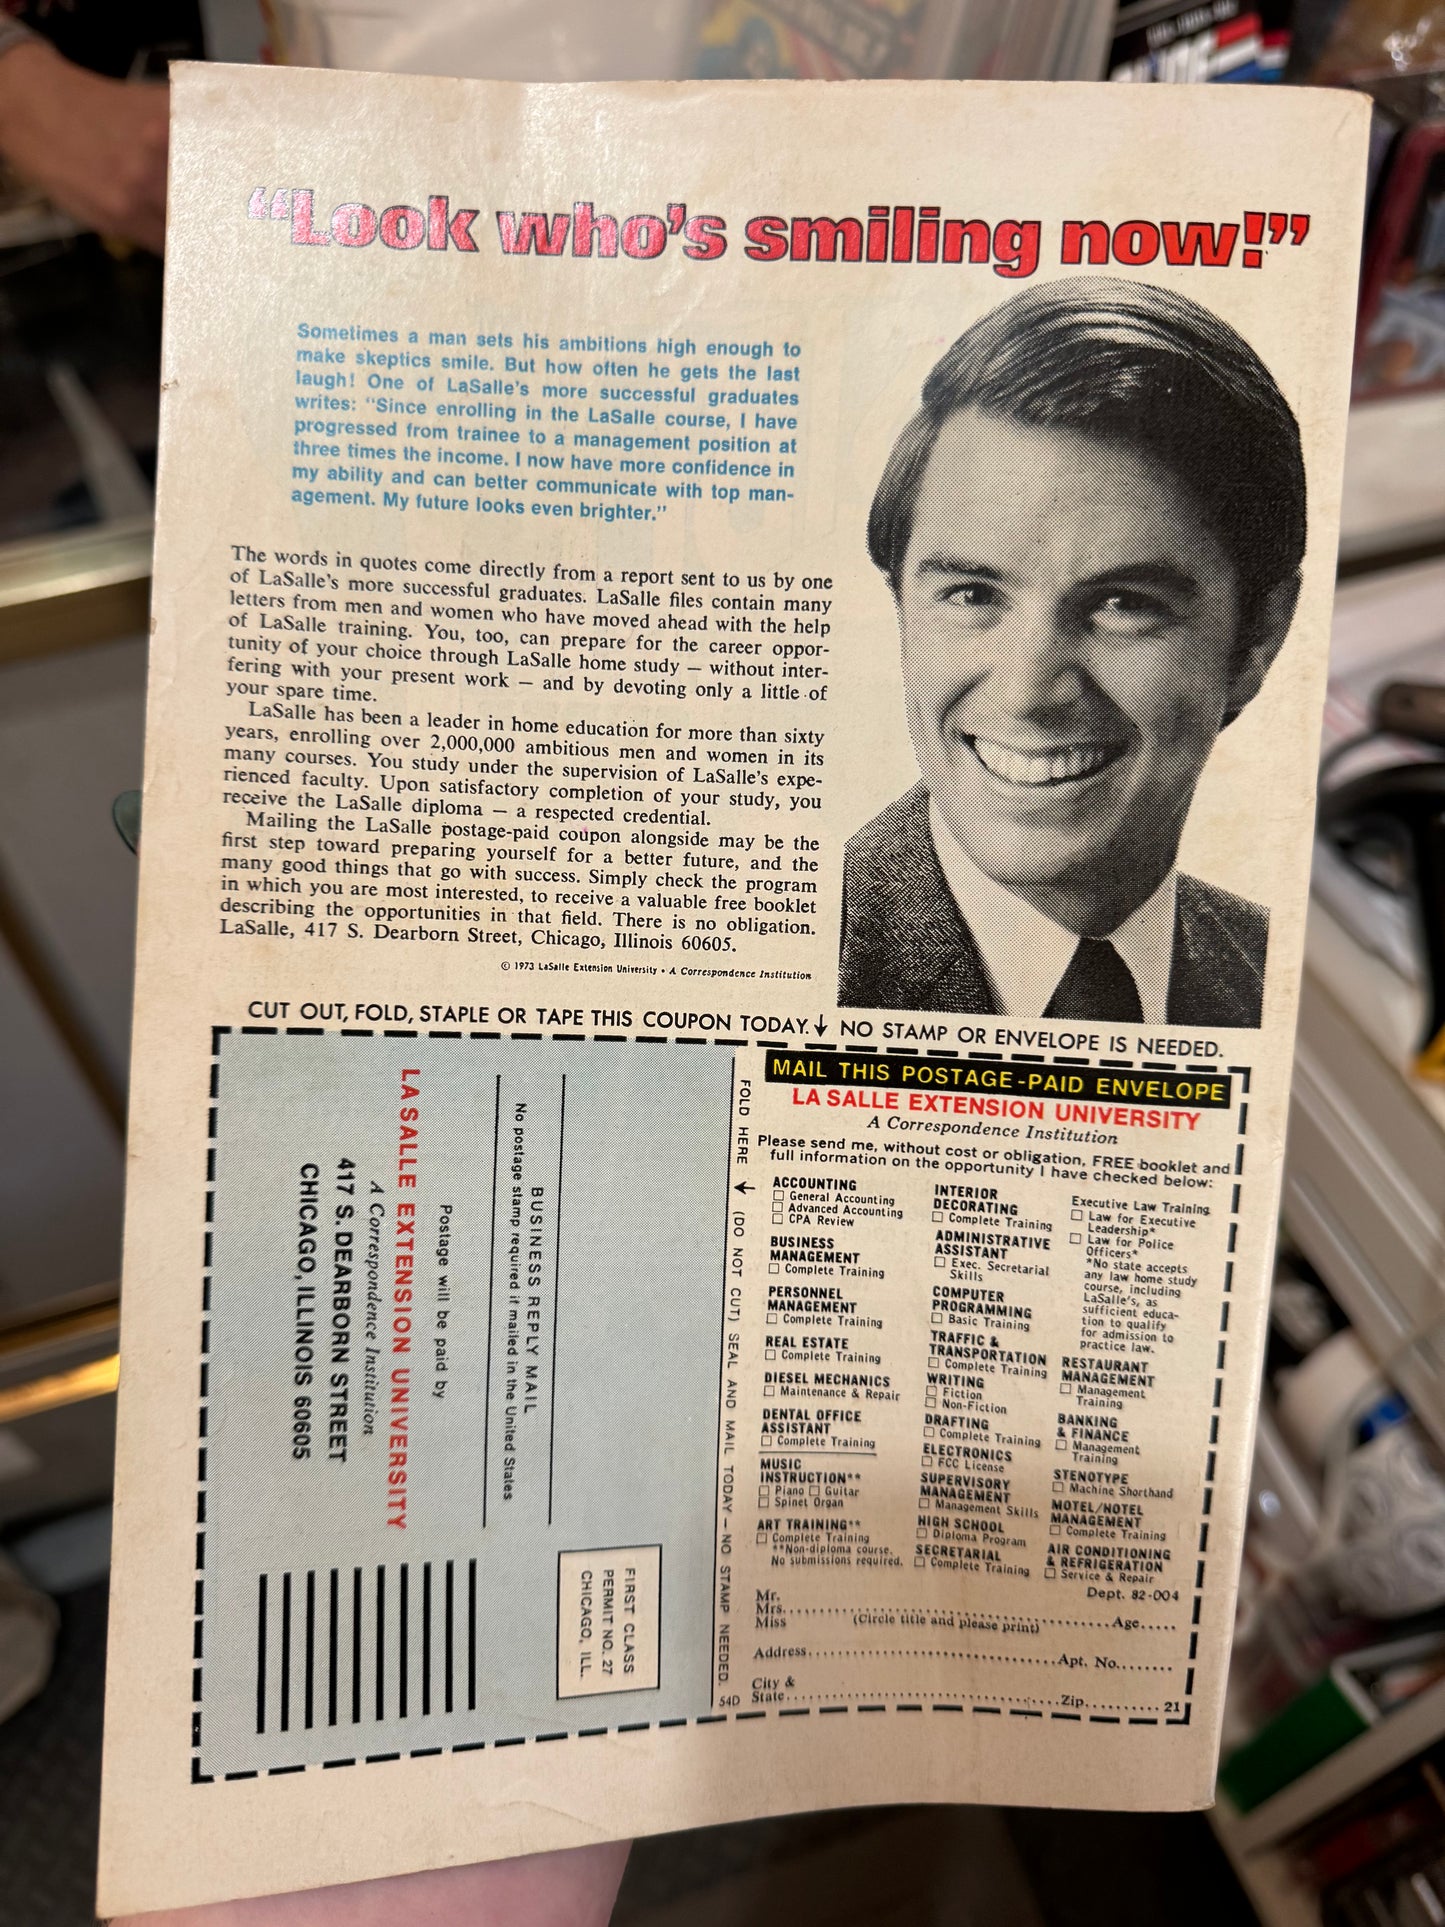 “Look who's smiling now!”
Sometimes a man sets his ambitions high enough to
make skeptics smile. But how often he gets the last
laugh! One of LaSalle's more successful graduates
writes: “Since enrolling in the LaSalle course, I have
progressed from trainee to a management position at
three times the income. I now have more confidence in
my ability and can better communicate with top man-
agement. My future looks even brighter.”
The words in quotes come directly from a report sent to us by one
of LaSalle's more successful graduates. LaSalle files contain many
letters from men and women who have moved ahead with the help
of LaSalle training. You, too, can prepare for the career oppor-
tunity of your choice through LaSalle home study — without inter-
fering with your present work — and by devoting only a little of
your spare time.
LaSalle has been a leader in home education for more than sixty
years, enrolling over 2,000,000 ambitious men and women in its
many courses. You study under the supervision of LaSalle's expe-
rienced faculty. Upon satisfactory completion of your study, you
receive the LaSalle diploma — a respected credential.
Mailing the LaSalle postage-paid coupon alongside may be the
first step toward preparing yourself for a better future, and the
many good things that go with success. Simply check the program
in which you are most interested, to receive a valuable free booklet
describing the opportunities in that field. There is no obligation.
LaSalle, 417 S. Dearborn Street, Chicago, Illinois 60605.
© 1973 LaSalle Extension University • A Correspondence Institution
CUT OUT, FOLD, STAPLE OR TAPE THIS COUPON TODAY. ↓ NO STAMP OR ENVELOPE IS NEEDED.
FIRST CLASS
PERMIT NO. 27
CHICAGO, ILL.
BUSINESS REPLY MAIL
No postage stamp required if mailed in the United States
Postage will be paid by
LA SALLE EXTENSION UNIVERSITY
A Correspondence Institution
417 S. DEARBORN STREET
CHICAGO, ILLINOIS 60605
FOLD HERE ↓ (DO NOT CUT) SEAL AND MAIL TODAY — NO STAMP NEEDED.
54D
MAIL THIS POSTAGE-PAID ENVELOPE
LA SALLE EXTENSION UNIVERSITY
A Correspondence Institution
Please send me, without cost or obligation, FREE booklet and
full information on the opportunity I have checked below:
ACCOUNTING
☐ General Accounting
☐ Advanced Accounting
☐ CPA Review
BUSINESS
MANAGEMENT
☐ Complete Training
PERSONNEL
MANAGEMENT
☐ Complete Training
REAL ESTATE
☐ Complete Training
DIESEL MECHANICS
☐ Maintenance & Repair
DENTAL OFFICE
ASSISTANT
☐ Complete Training
MUSIC
INSTRUCTION**
☐ Piano ☐ Guitar
☐ Spinet Organ
ART TRAINING**
☐ Complete Training
**Non-diploma course.
No submissions required.
INTERIOR
DECORATING
☐ Complete Training
ADMINISTRATIVE
ASSISTANT
☐ Exec. Secretarial
Skills
COMPUTER
PROGRAMMING
☐ Basic Training
TRAFFIC &
TRANSPORTATION
☐ Complete Training
WRITING
☐ Fiction
☐ Non-Fiction
DRAFTING
☐ Complete Training
ELECTRONICS
☐ FCC License
SUPERVISORY
MANAGEMENT
☐ Management Skills
HIGH SCHOOL
☐ Diploma Program
SECRETARIAL
☐ Complete Training
Executive Law Training
☐ Law for Executive
Leadership*
☐ Law for Police
Officers*
*No state accepts
any law home study
course, including
LaSalle's, as
sufficient educa-
tion to qualify
for admission to
practice law.
RESTAURANT
MANAGEMENT
☐ Management
Training
BANKING
& FINANCE
☐ Management
Training
STENOTYPE
☐ Machine Shorthand
MOTEL/HOTEL
MANAGEMENT
☐ Complete Training
AIR CONDITIONING
& REFRIGERATION
☐ Service & Repair
Dept. 82-004
Mr.
Mrs. Age
Miss (Circle title and please print)
Address Apt. No.
City &
State Zip 21